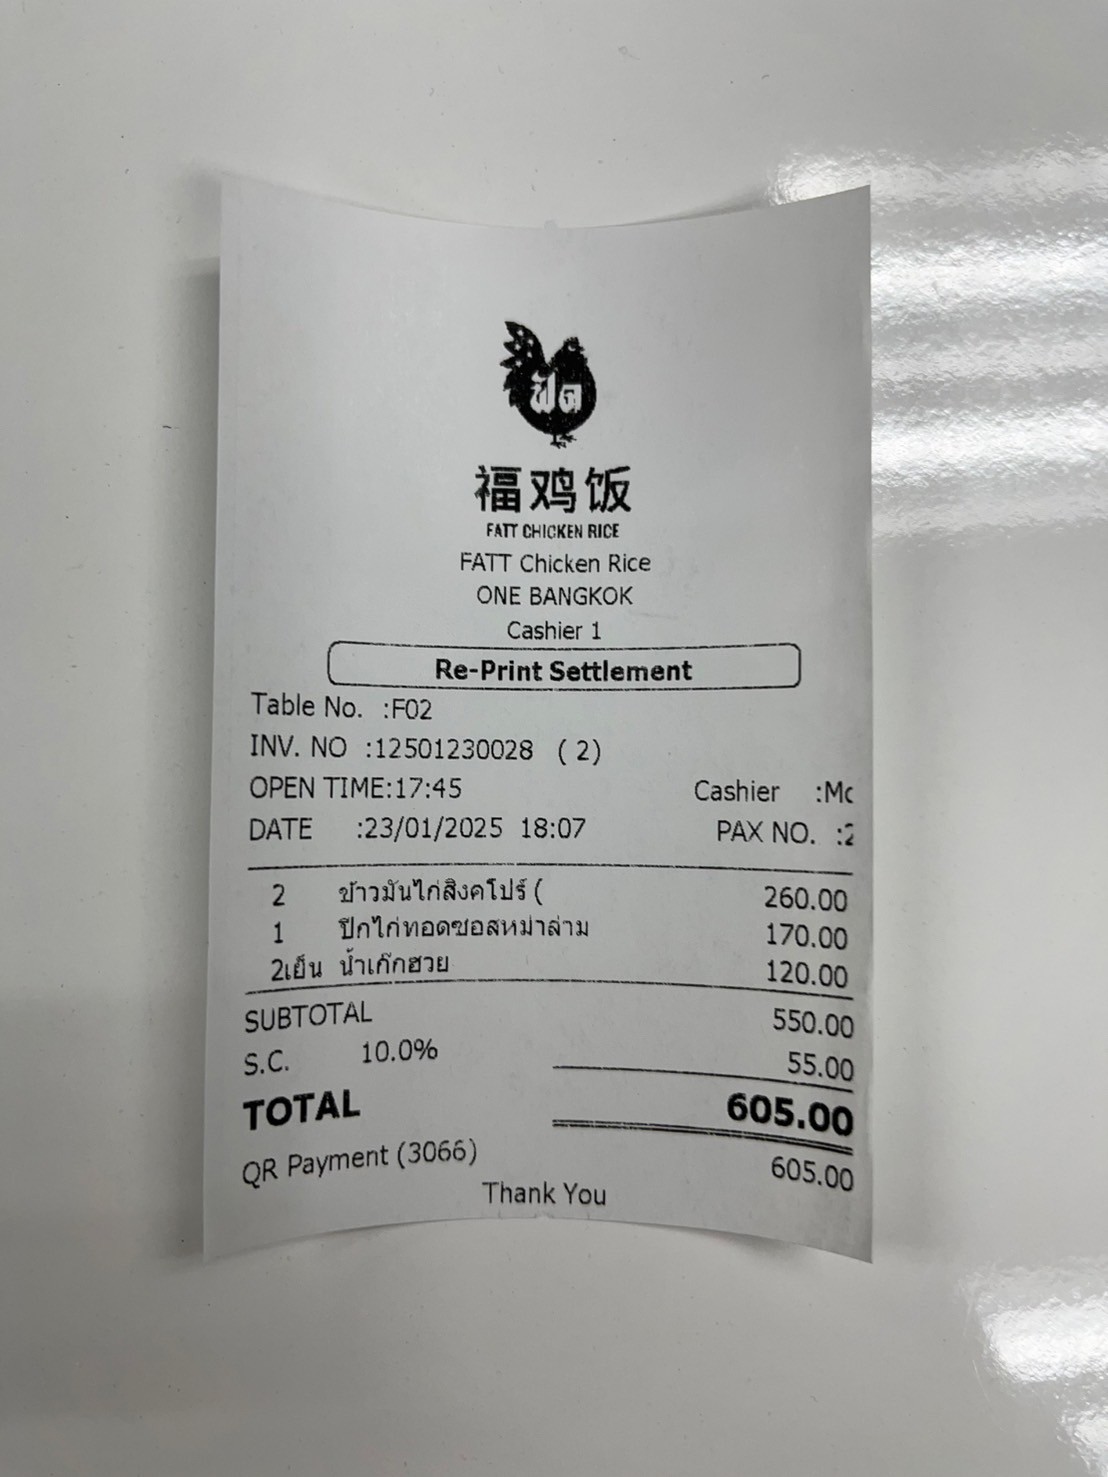 ฟัด
福鸡饭
FATT CHICKEN RICE
FATT Chicken Rice
ONE BANGKOK
Cashier 1
Re-Print Settlement
Table No. :F02
INV. NO :12501230028 ( 2)
OPEN TIME:17:45 Cashier :Mc
DATE :23/01/2025 18:07 PAX NO. :2
2 ข้าวมันไก่สิงคโปร์ ( 260.00
1 ปีกไก่ทอดซอสหม่าล่าม 170.00
2เย็น น้ำเก๊กฮวย 120.00
SUBTOTAL 550.00
S.C. 10.0% 55.00
TOTAL 605.00
QR Payment (3066) 605.00
Thank You